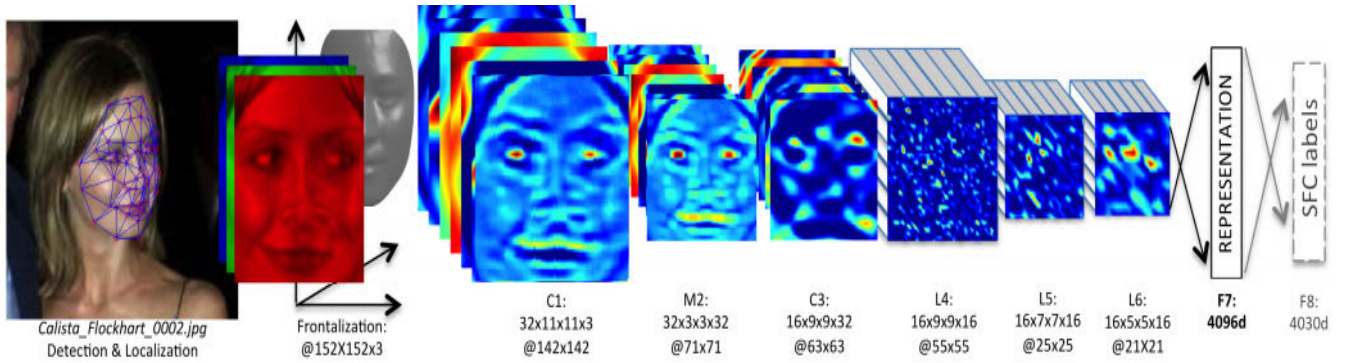 Calista_Flockhart_0002.jpg
Detection & Localization
Frontalization:
@152X152x3
C1:
32x11x11x3
@142x142
M2:
32x3x3x32
@71x71
C3:
16x9x9x32
@63x63
L4:
16x9x9x16
@55x55
L5:
16x7x7x16
@25x25
L6:
16x5x5x16
@21X21
F7:
4096d
F8:
4030d
REPRESENTATION
SFC labels